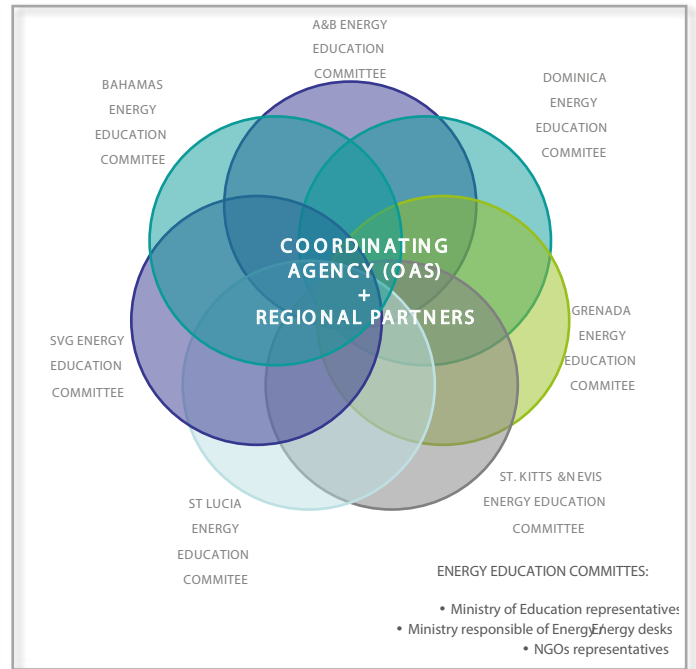 A&B ENERGY
EDUCATION
COMMITTEE
BAHAMAS
ENERGY
EDUCATION
COMMITEE
DOMINICA
ENERGY
EDUCATION
COMMITEE
COORDINATING
AGENCY (OAS)
+
REGIONAL PARTNERS
GRENADA
ENERGY
EDUCATION
COMMITEE
SVG ENERGY
EDUCATION
COMMITTEE
ST. KITTS &NEVIS
ENERGY EDUCATION
COMMITTEE
ST LUCIA
ENERGY
EDUCATION
COMMITEE
ENERGY EDUCATION COMMITTES:
• Ministry of Education representatives
• Ministry responsible of Energy/Energy desks
• NGOs representatives